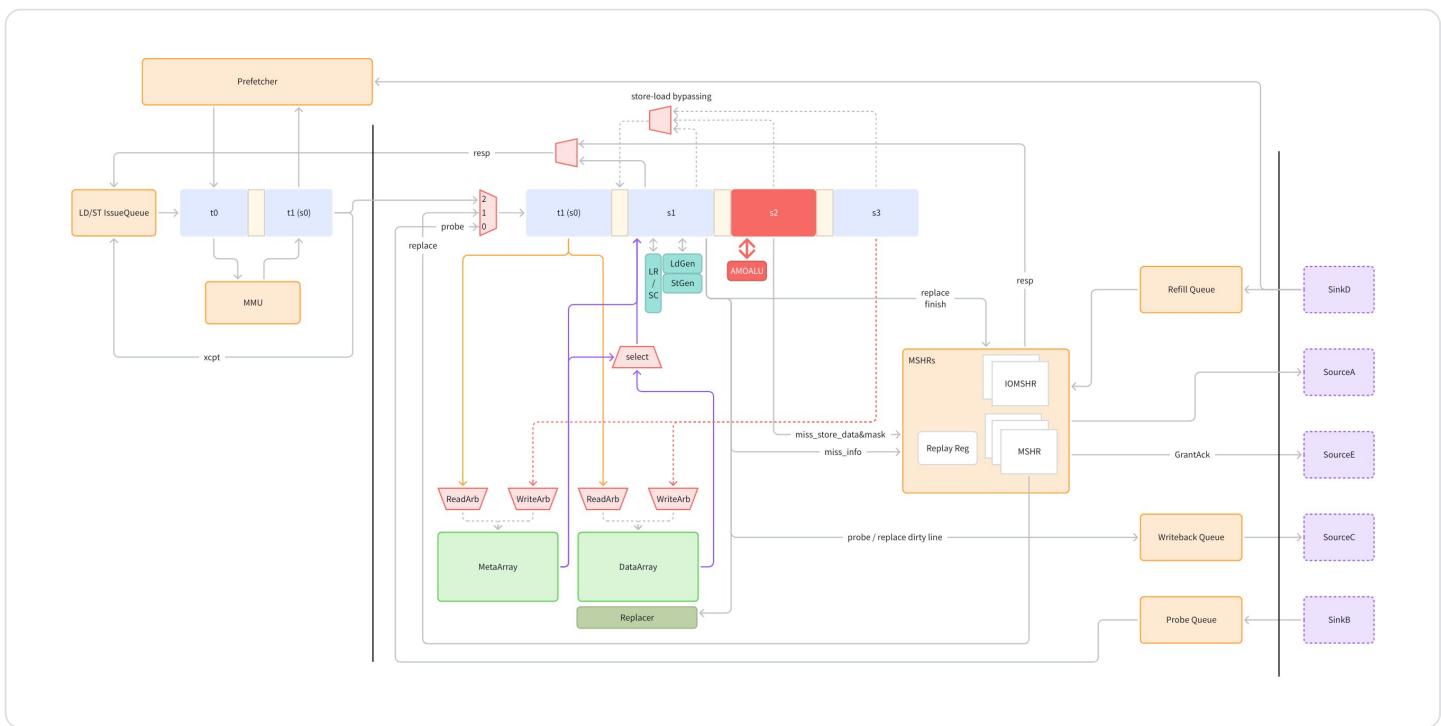 Prefetcher
store-load bypassing
resp
LD/ST IssueQueue
t0
t1 (s0)
2
1
0
probe
replace
t1 (s0)
s1
s2
s3
LR
/
SC
LdGen
StGen
AMOALU
MMU
xcpt
select
replace
finish
resp
Refill Queue
SinkD
MSHRs
IOMSHR
SourceA
miss_store_data&mask
miss_info
Replay Reg
MSHR
GrantAck
SourceE
ReadArb
WriteArb
ReadArb
WriteArb
MetaArray
DataArray
probe / replace dirty line
Writeback Queue
SourceC
Replacer
Probe Queue
SinkB